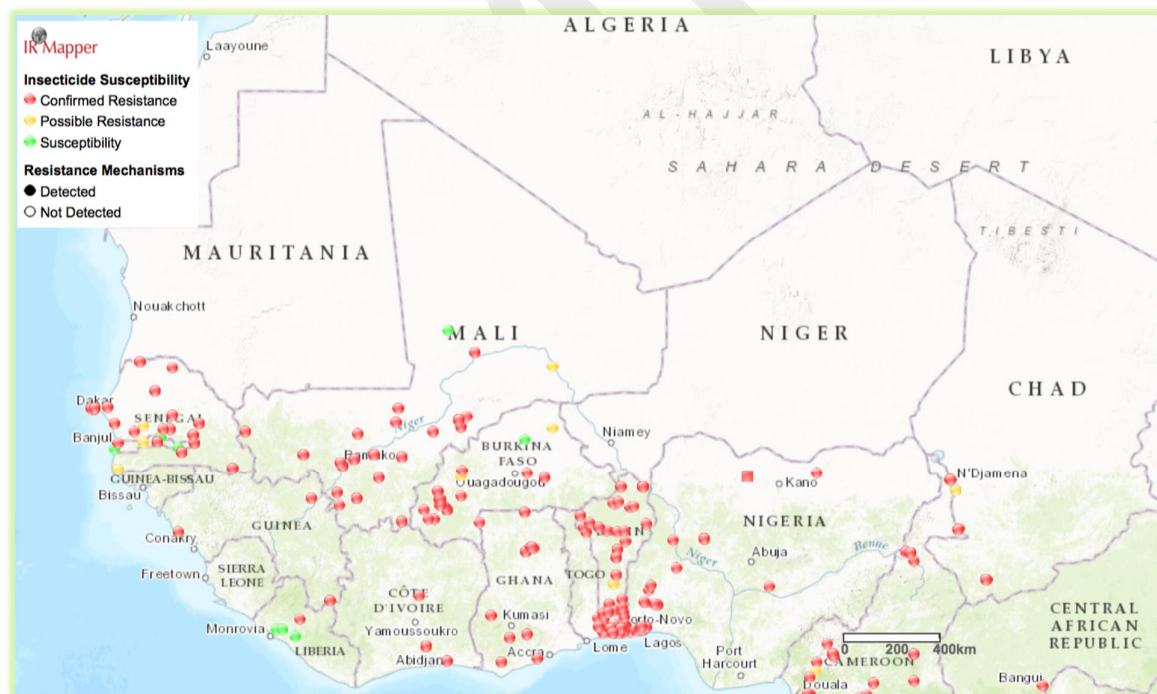 IR Mapper
Insecticide Susceptibility
Confirmed Resistance
Possible Resistance
Susceptibility
Resistance Mechanisms
Detected
Not Detected
Laayoune
ALGERIA
LIBYA
AL-HAJJAR
SAHARA DESERT
TIBESTI
MAURITANIA
Nouakchott
MALI
NIGER
CHAD
Dakar
SENEGAL
Banjul
Niger
Niamey
BURKINA
FASO
Bamako
Ouagadougou
N'Djamena
Kano
GUINEA-BISSAU
Bissau
GUINEA
NIGERIA
Conakry
Abuja
Niger
Benue
Freetown
SIERRA
LEONE
GHANA
TOGO
CÔTE
D'IVOIRE
Kumasi
Porto-Novo
Monrovia
Yamoussoukro
Lagos
LIBERIA
Abidjan
Accra
Lome
Port
Harcourt
CENTRAL
AFRICAN
REPUBLIC
0 200 400km
CAMEROON
Douala
Bangui